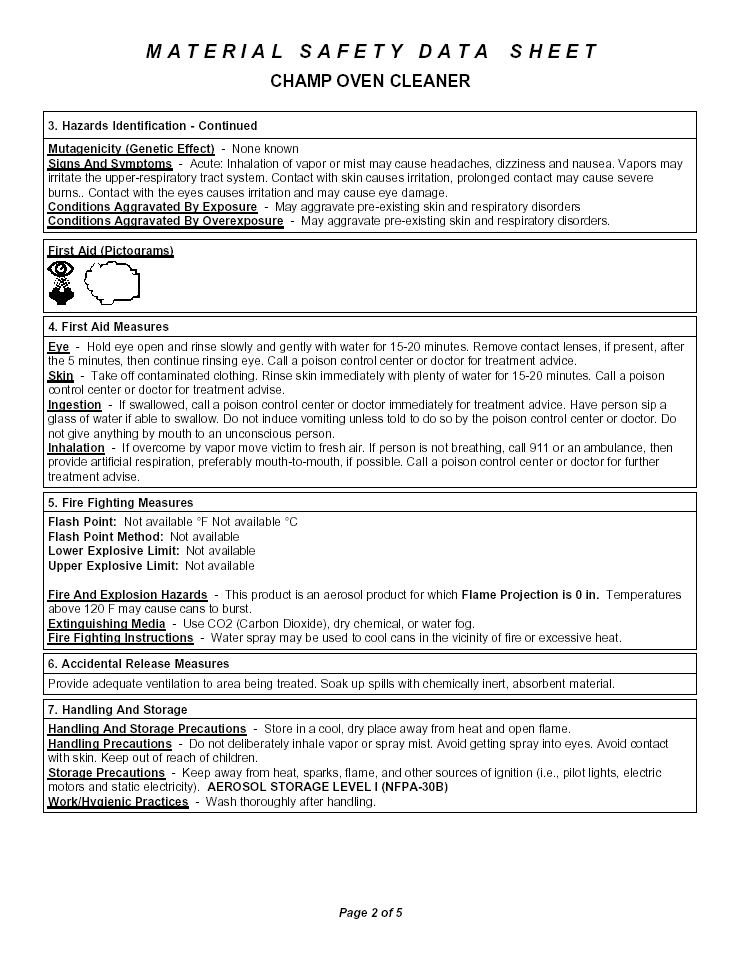 MATERIAL SAFETY DATA SHEET
CHAMP OVEN CLEANER
3. Hazards Identification - Continued
Mutagenicity (Genetic Effect) - None known
Signs And Symptoms - Acute: Inhalation of vapor or mist may cause headaches, dizziness and nausea. Vapors may
irritate the upper-respiratory tract system. Contact with skin causes irritation, prolonged contact may cause severe
burns.. Contact with the eyes causes irritation and may cause eye damage.
Conditions Aggravated By Exposure - May aggravate pre-existing skin and respiratory disorders
Conditions Aggravated By Overexposure - May aggravate pre-existing skin and respiratory disorders.
First Aid (Pictograms)
4. First Aid Measures
Eye - Hold eye open and rinse slowly and gently with water for 15-20 minutes. Remove contact lenses, if present, after
the 5 minutes, then continue rinsing eye. Call a poison control center or doctor for treatment advice.
Skin - Take off contaminated clothing. Rinse skin immediately with plenty of water for 15-20 minutes. Call a poison
control center or doctor for treatment advise.
Ingestion - If swallowed, call a poison control center or doctor immediately for treatment advice. Have person sip a
glass of water if able to swallow. Do not induce vomiting unless told to do so by the poison control center or doctor. Do
not give anything by mouth to an unconscious person.
Inhalation - If overcome by vapor move victim to fresh air. If person is not breathing, call 911 or an ambulance, then
provide artificial respiration, preferably mouth-to-mouth, if possible. Call a poison control center or doctor for further
treatment advise.
5. Fire Fighting Measures
Flash Point: Not available °F Not available °C
Flash Point Method: Not available
Lower Explosive Limit: Not available
Upper Explosive Limit: Not available
Fire And Explosion Hazards - This product is an aerosol product for which Flame Projection is 0 in. Temperatures
above 120 F may cause cans to burst.
Extinguishing Media - Use CO2 (Carbon Dioxide), dry chemical, or water fog.
Fire Fighting Instructions - Water spray may be used to cool cans in the vicinity of fire or excessive heat.
6. Accidental Release Measures
Provide adequate ventilation to area being treated. Soak up spills with chemically inert, absorbent material.
7. Handling And Storage
Handling And Storage Precautions - Store in a cool, dry place away from heat and open flame.
Handling Precautions - Do not deliberately inhale vapor or spray mist. Avoid getting spray into eyes. Avoid contact
with skin. Keep out of reach of children.
Storage Precautions - Keep away from heat, sparks, flame, and other sources of ignition (i.e., pilot lights, electric
motors and static electricity). AEROSOL STORAGE LEVEL I (NFPA-30B)
Work/Hygienic Practices - Wash thoroughly after handling.
Page 2 of 5